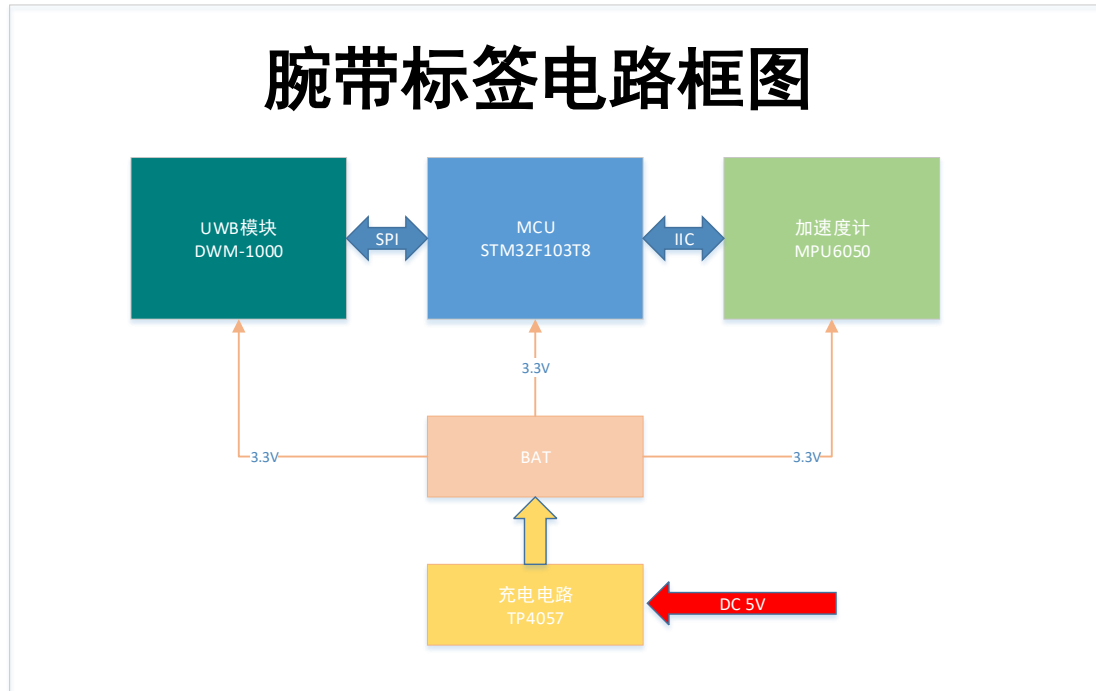 腕带标签电路框图
UWB模块
DWM-1000
SPI
MCU
STM32F103T8
IIC
加速度计
MPU6050
3.3V
3.3V
BAT
3.3V
充电电路
TP4057
DC 5V